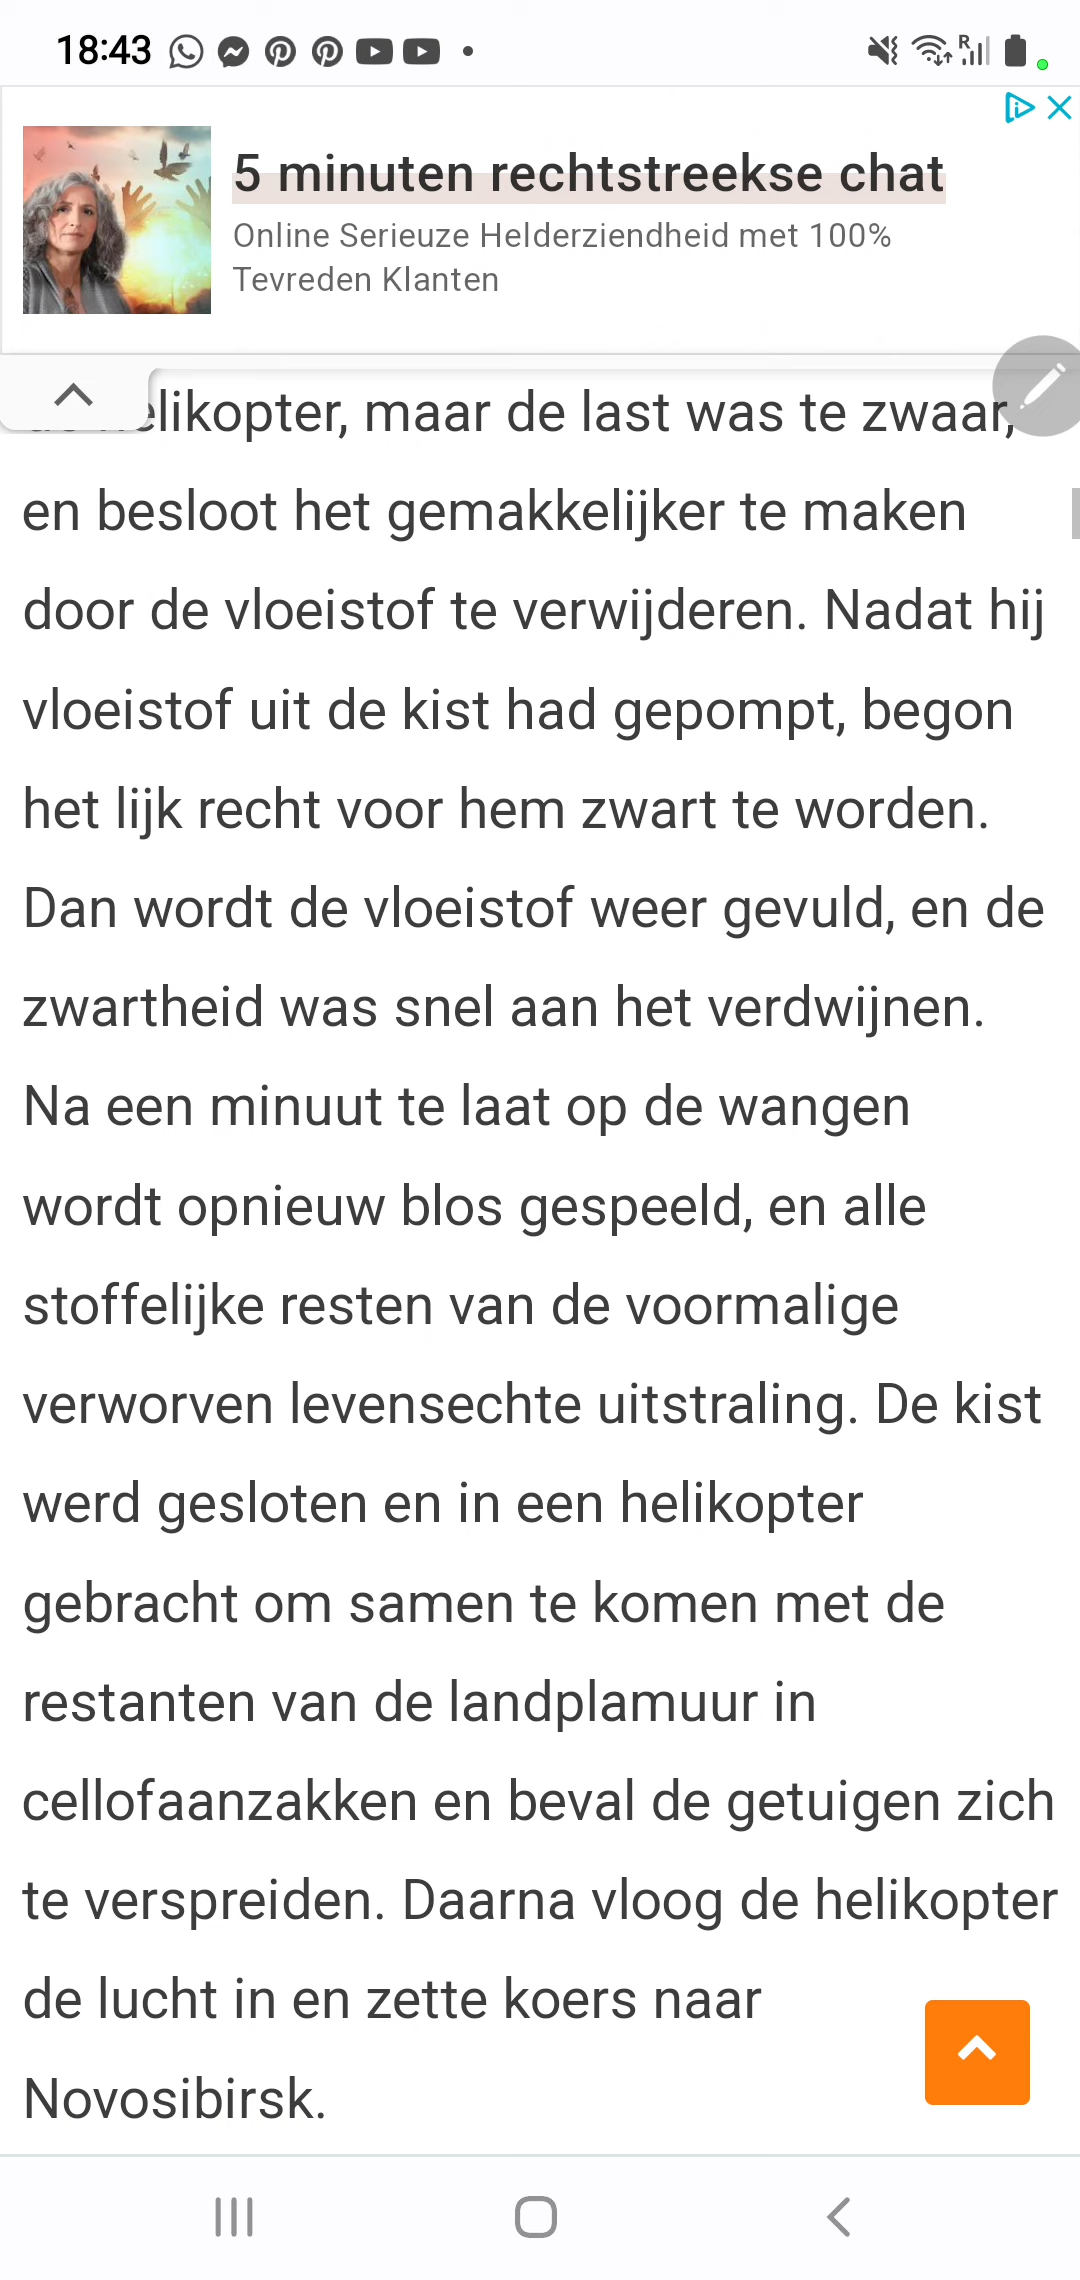 18:43
R
5 minuten rechtstreekse chat
Online Serieuze Helderziendheid met 100%
Tevreden Klanten
maar de last was te zwaar,
en besloot het gemakkelijker te maken
door de vloeistof te verwijderen. Nadat hij
vloeistof uit de kist had gepompt, begon
het lijk recht voor hem zwart te worden.
Dan wordt de vloeistof weer gevuld, en de
zwartheid was snel aan het verdwijnen.
Na een minuut te laat op de wangen
wordt opnieuw blos gespeeld, en alle
stoffelijke resten van de voormalige
verworven levensechte uitstraling. De kist
werd gesloten en in een helikopter
gebracht om samen te komen met de
restanten van de landplamuur in
cellofaanzakken en beval de getuigen zich
te verspreiden. Daarna vloog de helikopter
de lucht in en zette koers naar
Novosibirsk.